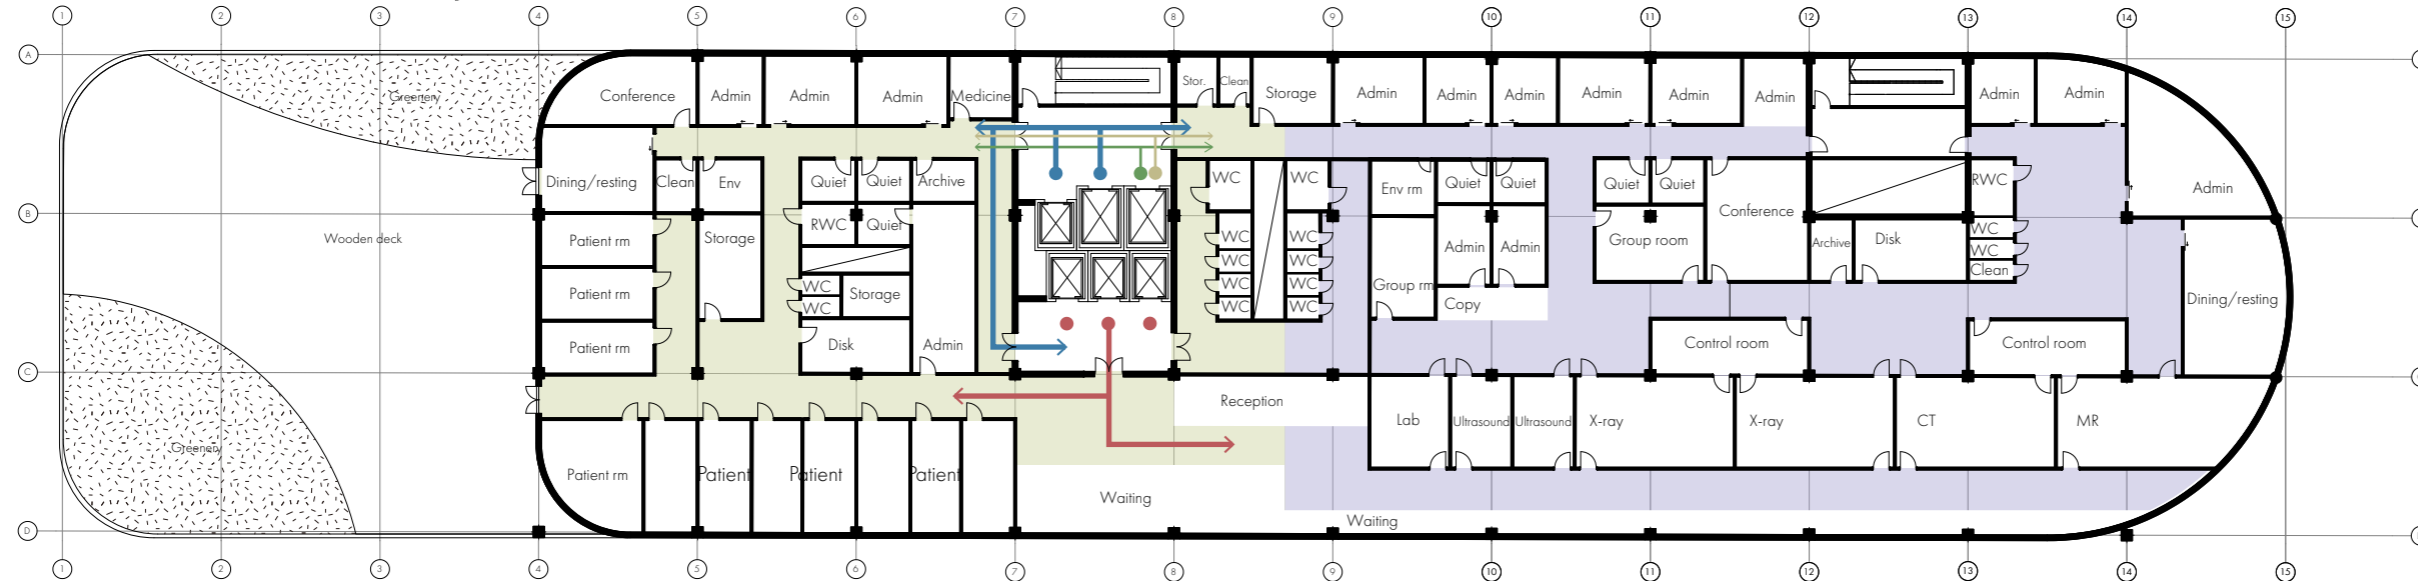 1 2 3 4 5 6 7 8 9 10 11 12 13 14 15
A
Stor. Clean
Conference Admin Admin Admin Medicine Storage Admin Admin Admin Admin Admin Admin Admin Admin
Greenery
Dining/resting Clean Env Quiet Quiet Archive WC WC Env rm Quiet Quiet Quiet Quiet RWC
Admin
B
Conference
RWC Quiet
Wooden deck Patient rm Storage WC WC Admin Admin Group room Archive Disk WC
WC WC WC
Clean
WC WC
Patient rm WC Storage WC WC Group rm Copy Dining/resting
WC WC WC
Patient rm Disk Admin Control room Control room
C
Reception
Lab Ultrasound Ultrasound X-ray X-ray CT MR
Greenery
Patient rm Patient Patient Patient
Waiting
Waiting
D
1 2 3 4 5 6 7 8 9 10 11 12 13 14 15